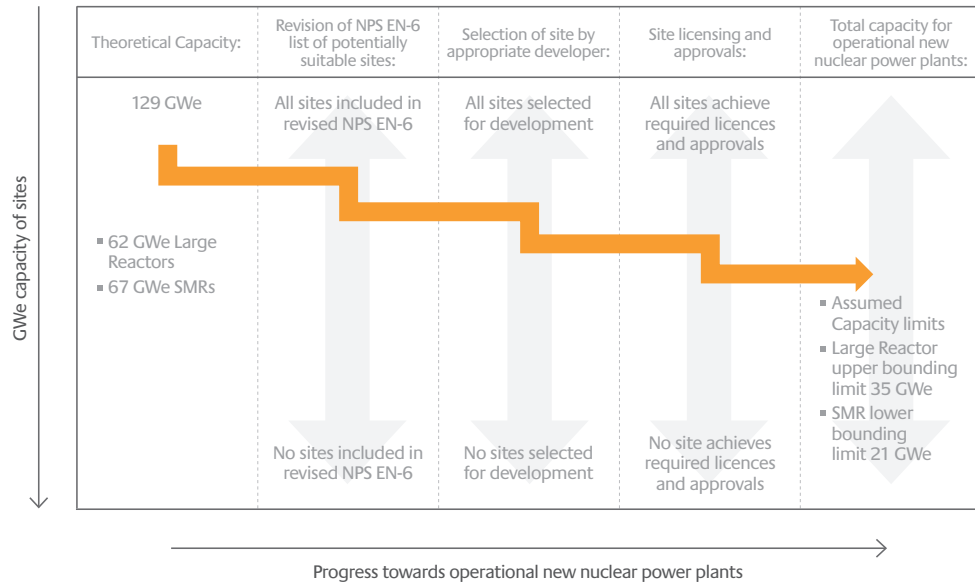 Theoretical Capacity:
Revision of NPS EN-6
list of potentially
suitable sites:
Selection of site by
appropriate developer:
Site licensing and
approvals:
Total capacity for
operational new
nuclear power plants:
129 GWe
All sites included in
revised NPS EN-6
All sites selected
for development
All sites achieve
required licences
and approvals
GWe capacity of sites
▪ 62 GWe Large
Reactors
▪ 67 GWe SMRs
▪ Assumed
Capacity limits
▪ Large Reactor
upper bounding
limit 35 GWe
▪ SMR lower
bounding
limit 21 GWe
No sites included in
revised NPS EN-6
No sites selected
for development
No site achieves
required licences
and approvals
Progress towards operational new nuclear power plants